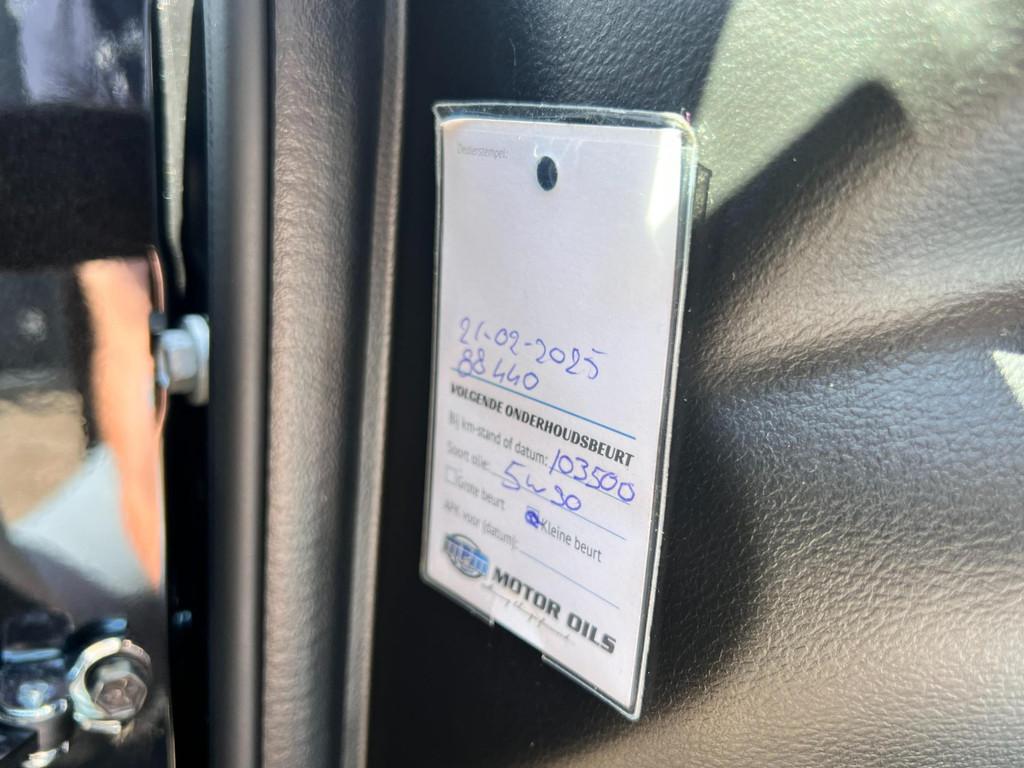 Dealerstempel:
21-02-2025
88440
VOLGENDE ONDERHOUDSBEURT
Bij km-stand of datum: 103500
Soort olie: 5w30
Grote beurt Kleine beurt
APK voor (datum):
MPM MOTOR OILS